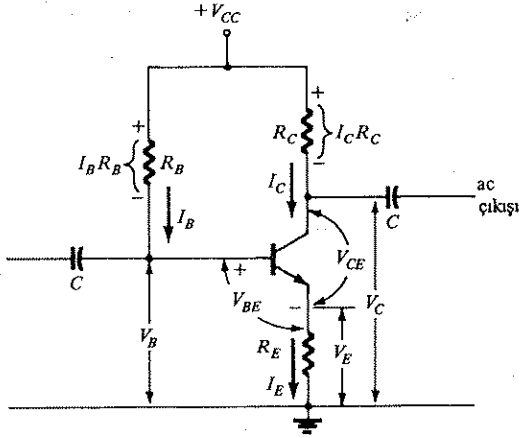 +V_CC
+
+
R_C
I_C R_C
I_B R_B
R_B
−
−
I_C
I_B
C
ac
çıkışı
C
+
V_CE
V_BE
−
V_C
V_B
R_E
V_E
I_E